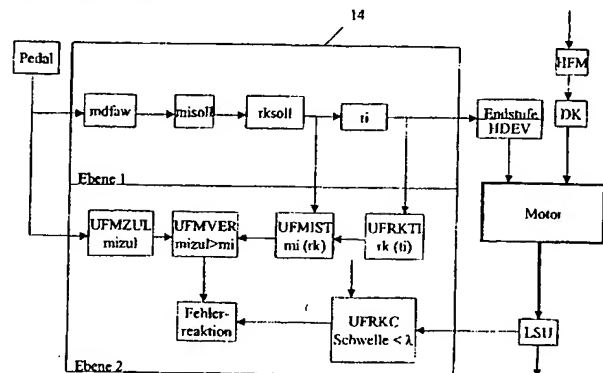 14
Pedal
HFM
mdfaw
misoll
rksoll
ti
Endstufe
HDEV
DK
Ebene 1
Motor
UFMZUL
mizul
UFMVER
mizul>mi
UFMIST
mi (rk)
UFRKTI
rk (ti)
Fehler-
reaktion
UFRKC
Schwelle < λ
LSU
Ebene 2